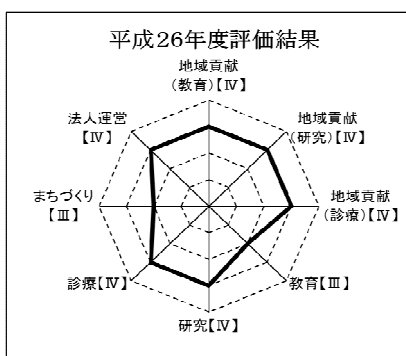 平成26年度評価結果
地域貢献
(教育)【Ⅳ】
地域貢献
(研究)【Ⅳ】
地域貢献
(診療)【Ⅳ】
教育【Ⅲ】
研究【Ⅳ】
診療【Ⅳ】
まちづくり
【Ⅲ】
法人運営
【Ⅳ】